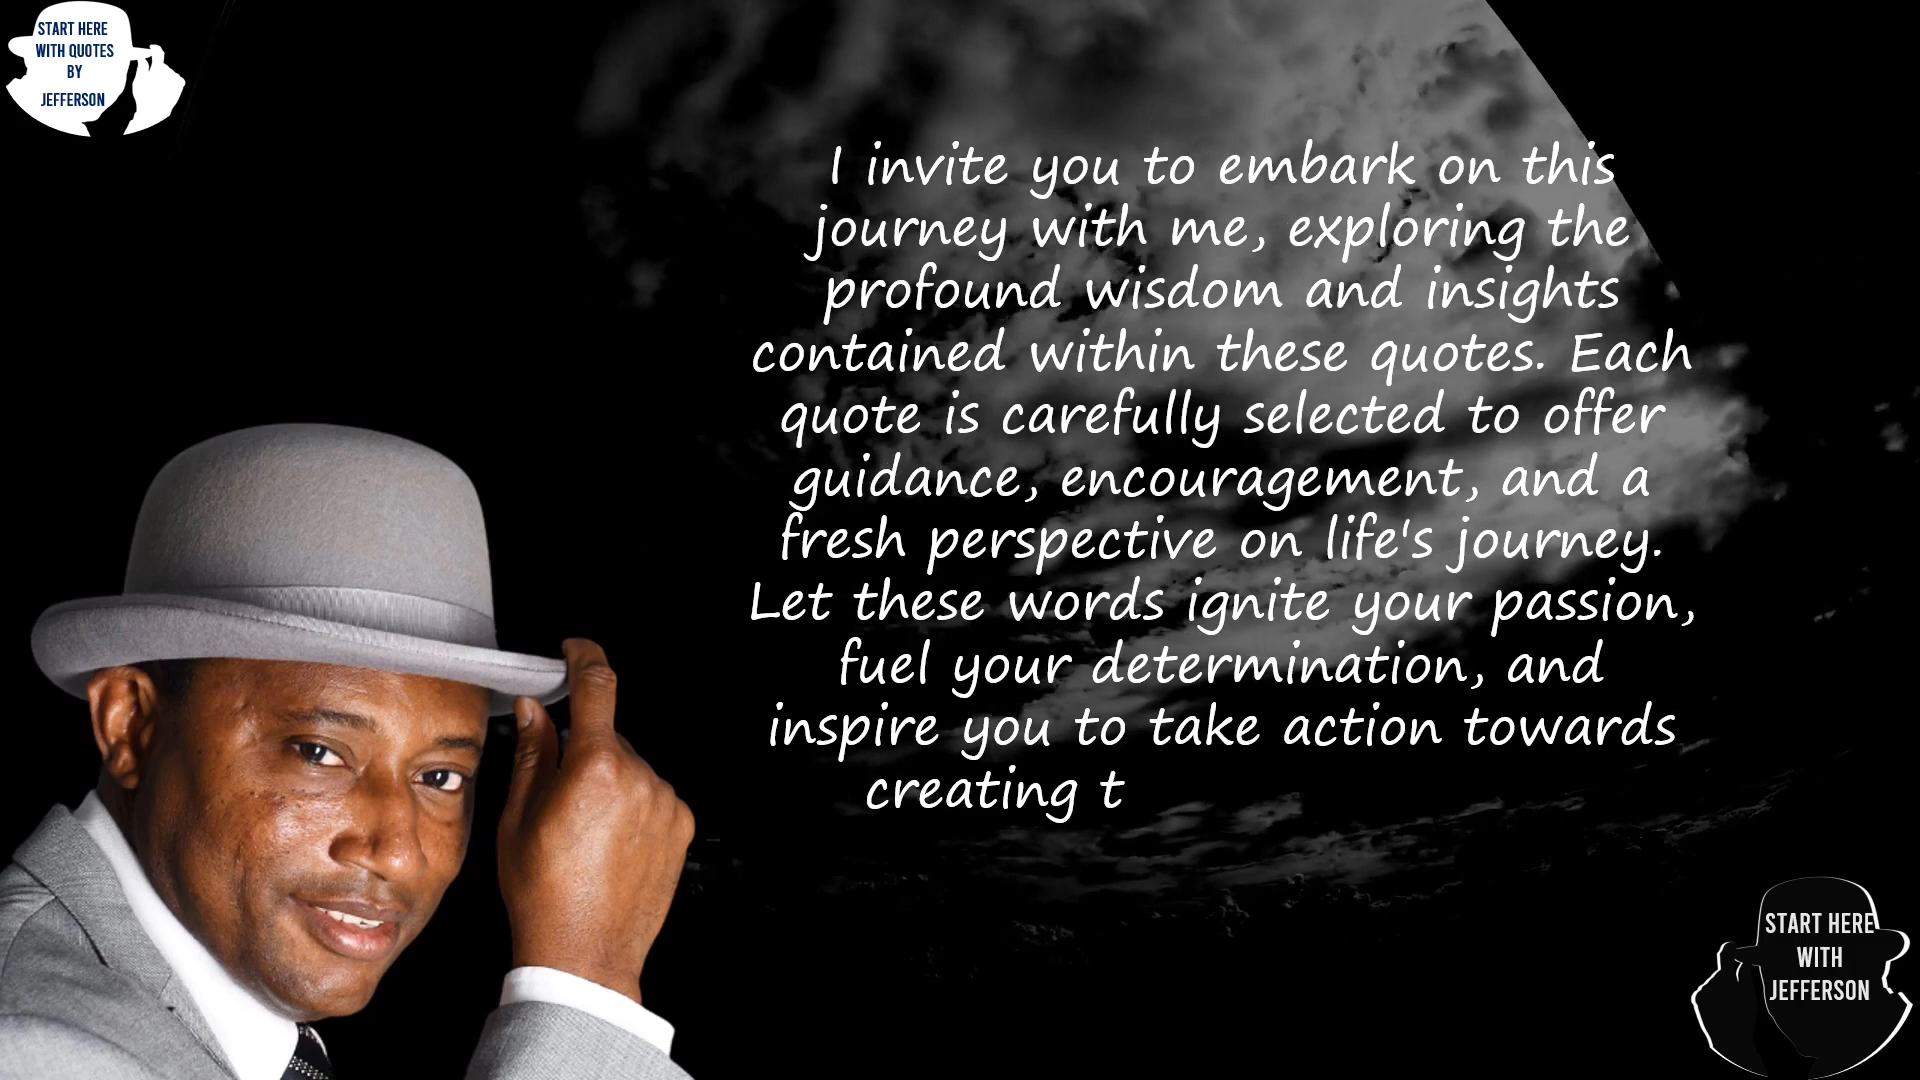 START HERE
WITH QUOTES
BY
JEFFERSON
I invite you to embark on this
journey with me, exploring the
profound wisdom and insights
contained within these quotes. Each
quote is carefully selected to offer
guidance, encouragement, and a
fresh perspective on life's journey.
Let these words ignite your passion,
fuel your determination, and
inspire you to take action towards
creating t
START HERE
WITH
JEFFERSON